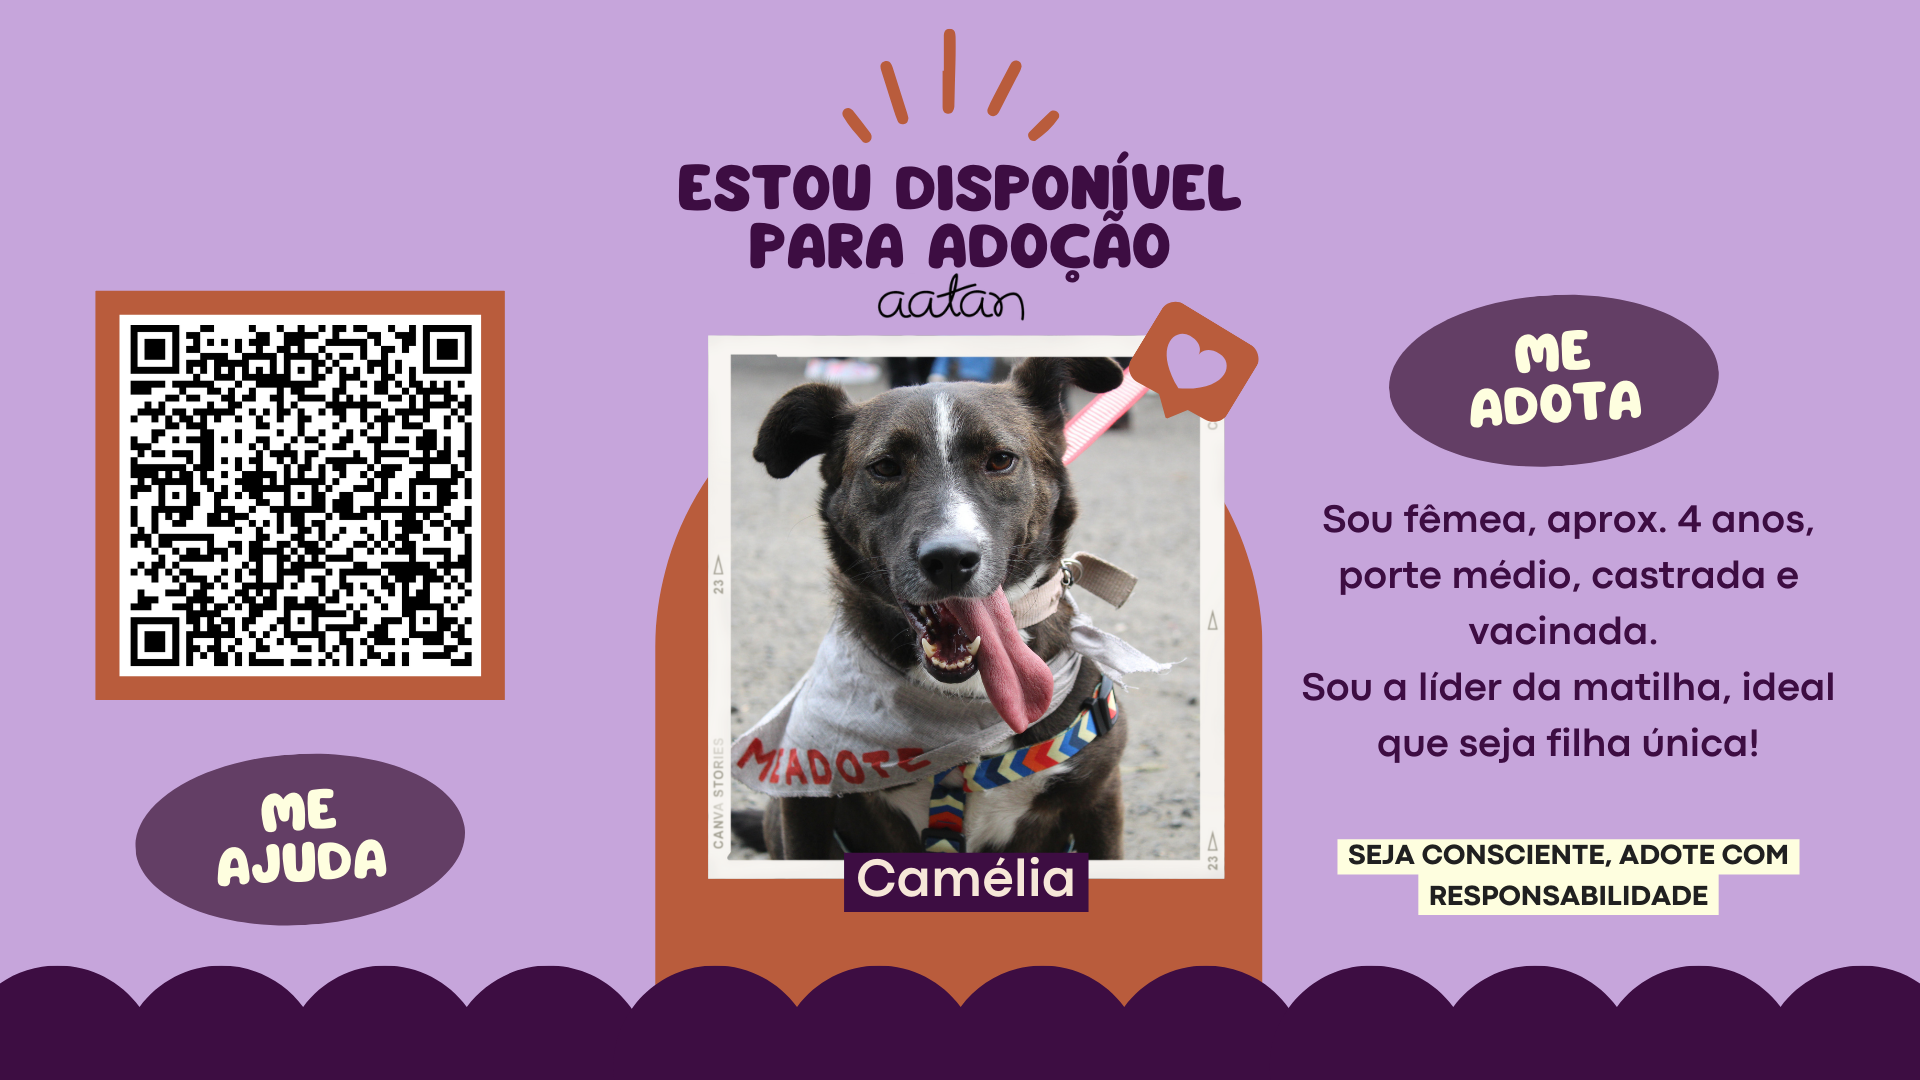 ESTOU DISPONÍVEL
PARA ADOÇÃO
aatan
ME
AJUDA
23
CANVA STORIES
MEADOTE
23
Camélia
ME
ADOTA
Sou fêmea, aprox. 4 anos,
porte médio, castrada e
vacinada.
Sou a líder da matilha, ideal
que seja filha única!
SEJA CONSCIENTE, ADOTE COM
RESPONSABILIDADE